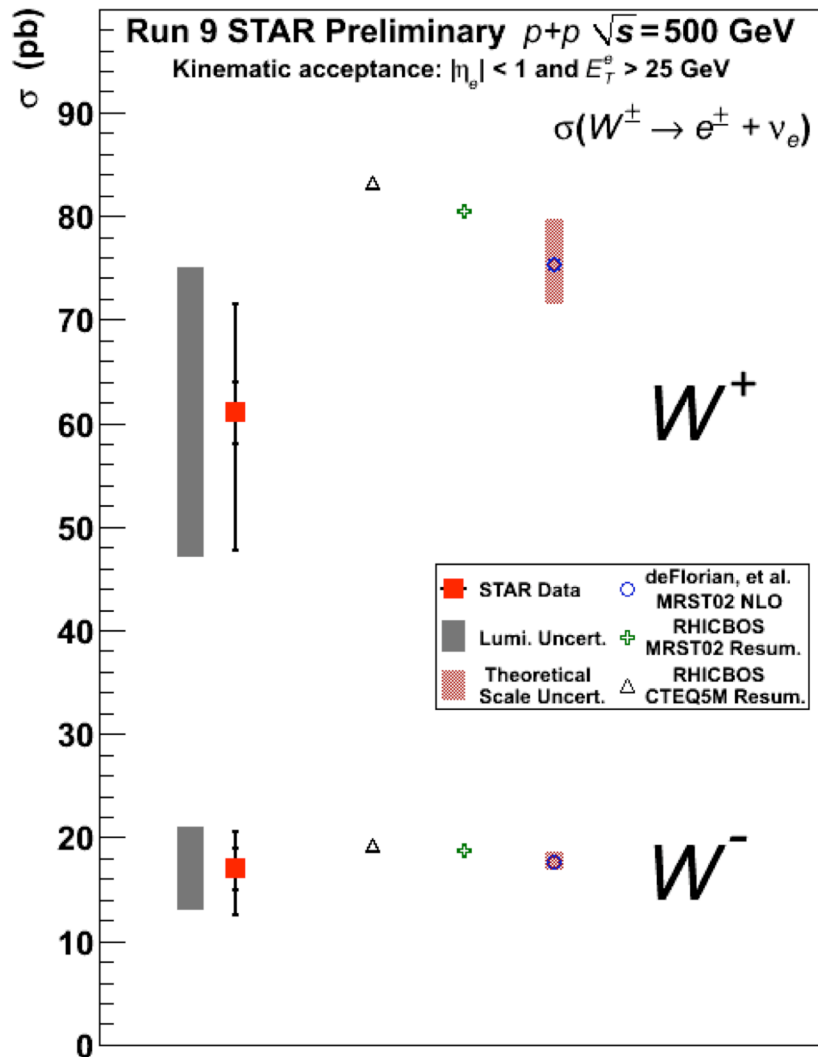 Run 9 STAR Preliminary p+p √s=500 GeV
Kinematic acceptance: |ηₑ| < 1 and E_T^e > 25 GeV
σ(W± → e± + νₑ)
σ (pb)
90
80
70
60
50
40
30
20
10
0
W⁺
STAR Data
Lumi. Uncert.
Theoretical
Scale Uncert.
deFlorian, et al.
MRST02 NLO
RHICBOS
MRST02 Resum.
RHICBOS
CTEQ5M Resum.
W⁻